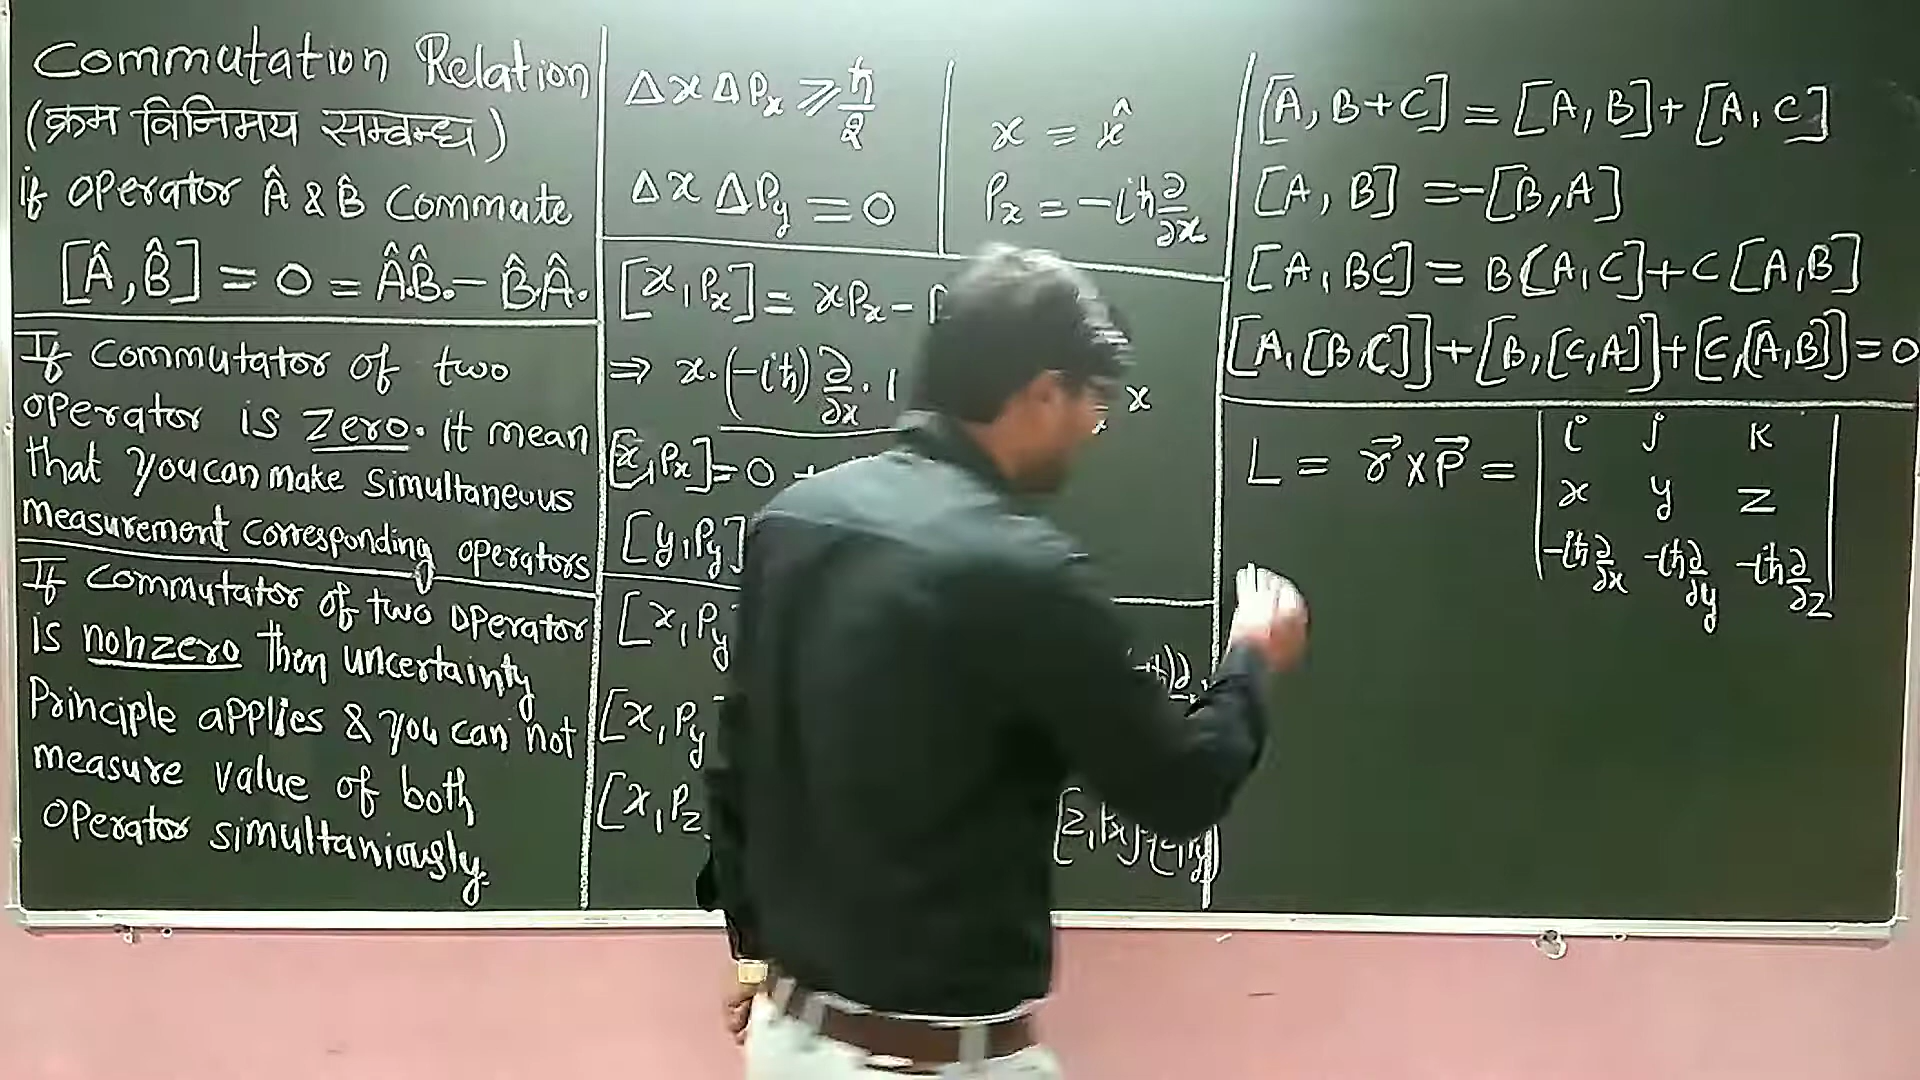 Commutation Relation
(क्रम विनिमय सम्बन्ध)
if operator Â & B̂ Commute
[Â, B̂] = 0 = Â.B̂. - B̂.Â.
If commutator of two
operator is zero. it mean
that you can make simultaneous
measurement corresponding operators
If commutator of two operator
is nonzero then uncertainty
Principle applies & you can not
measure value of both
operator simultaniously.
Δx ΔPx ⩾ ħ/2
Δx ΔPy = 0
x = x̂
Px = -iħ ∂/∂x
[x, Px] = xPx -
⇒ x.(-iħ) ∂/∂x . 1
x
[x, Px] = 0 +
[y, Py]
[x, Py
[x, Py
[x, Pz
[A, B+C] = [A, B] + [A, C]
[A, B] = -[B, A]
[A, BC] = B[A, C] + C[A, B]
[A, [B, C]] + [B, [C, A]] + [C, [A, B]] = 0
L = r⃗ × P⃗ = | i j k |
| x y z |
| -iħ ∂/∂x -iħ ∂/∂y -iħ ∂/∂z |